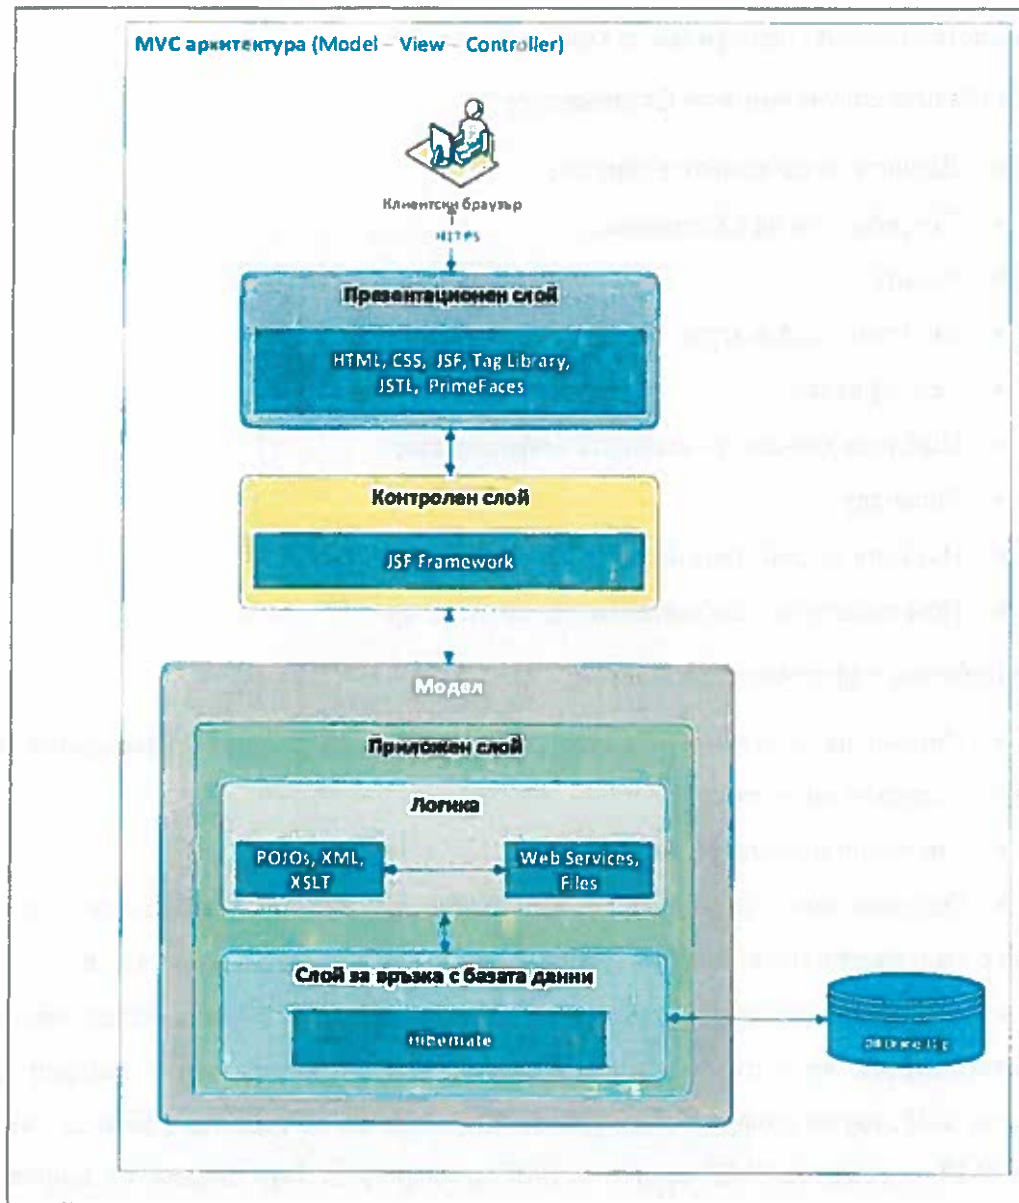 MVC архитектура (Model - View - Controller)
Клиентски браузър
HTTPS
Презентационен слой
HTML, CSS, JSF, Tag Library,
JSTL, PrimeFaces
Контролен слой
JSF Framework
Модел
Приложен слой
Логика
POJOs, XML,
XSLT
Web Services,
Files
Слой за връзка с базата данни
Hibernate